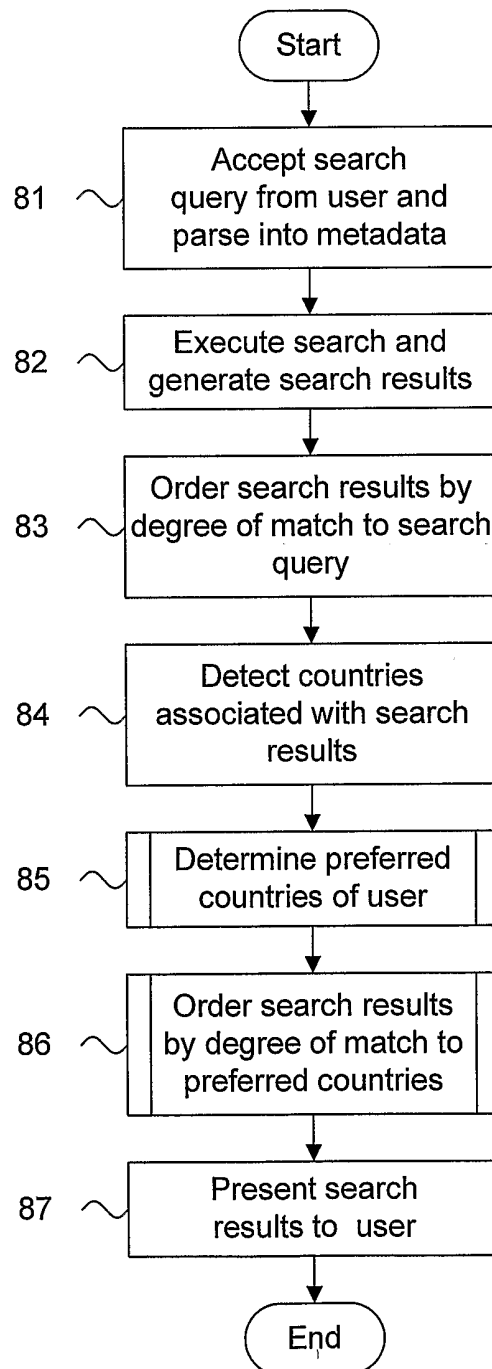 Start
81
Accept search
query from user and
parse into metadata
82
Execute search and
generate search results
83
Order search results by
degree of match to search
query
84
Detect countries
associated with search
results
85
Determine preferred
countries of user
86
Order search results
by degree of match to
preferred countries
87
Present search
results to user
End